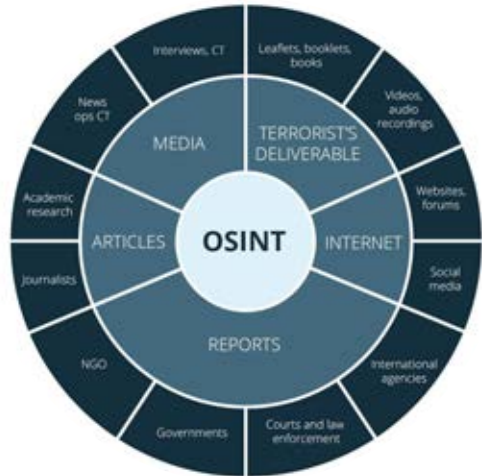 Interviews, CT
Leaflets, booklets,
books
News
ops CT
Videos,
audio
recordings
MEDIA
TERRORIST'S
DELIVERABLE
Academic
research
Websites,
forums
ARTICLES
OSINT
INTERNET
Journalists
Social
media
REPORTS
NGO
International
agencies
Governments
Courts and law
enforcement